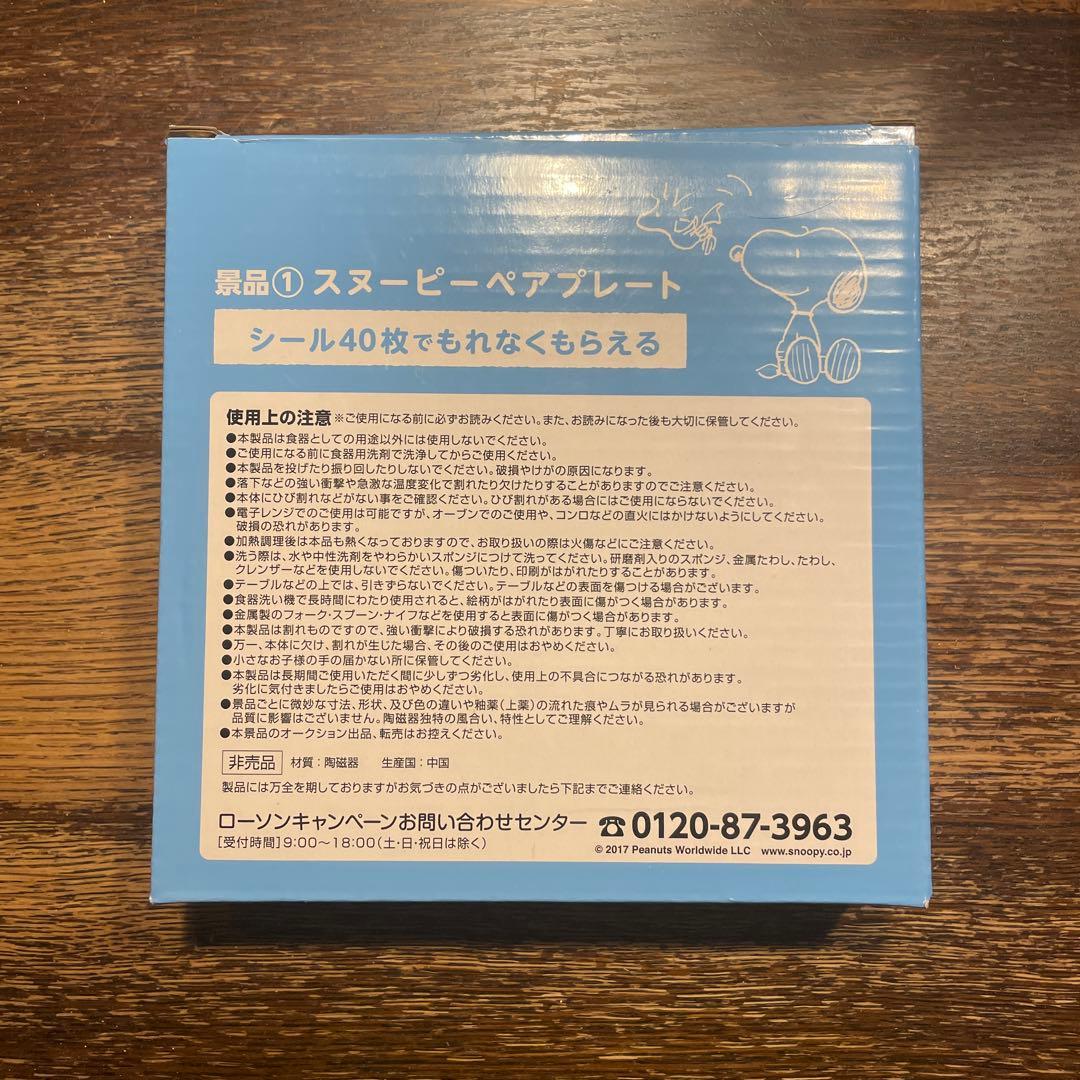 景品① スヌーピーペアプレート
シール40枚でもれなくもらえる
使用上の注意 ※ご使用になる前に必ずお読みください。また、お読みになった後も大切に保管してください。
●本製品は食器としての用途以外には使用しないでください。
●ご使用になる前に食器用洗剤で洗浄してからご使用ください。
●本製品を投げたり振り回したりしないでください。破損やけがの原因になります。
●落下などの強い衝撃や急激な温度変化で割れたり欠けたりすることがありますのでご注意ください。
●本体にひび割れなどがない事をご確認ください。ひび割れがある場合にはご使用にならないでください。
●電子レンジでのご使用は可能ですが、オーブンでのご使用や、コンロなどの直火にはかけないようにしてください。
破損の恐れがあります。
●加熱調理後は本品も熱くなっておりますので、お取り扱いの際は火傷などにご注意ください。
●洗う際は、水や中性洗剤をやわらかいスポンジにつけて洗ってください。研磨剤入りのスポンジ、金属たわし、たわし、
クレンザーなどを使用しないでください。傷ついたり、印刷がはがれたりすることがあります。
●テーブルなどの上では、引きずらないでください。テーブルなどの表面を傷つける場合がございます。
●食器洗い機で長時間にわたり使用されると、絵柄がはがれたり表面に傷がつく場合があります。
●金属製のフォーク・スプーン・ナイフなどを使用すると表面に傷がつく場合があります。
●本製品は割れものですので、強い衝撃により破損する恐れがあります。丁寧にお取り扱いください。
●万一、本体に欠け、割れが生じた場合、その後のご使用はおやめください。
●小さなお子様の手の届かない所に保管してください。
●本製品は長期間ご使用いただく間に少しずつ劣化し、使用上の不具合につながる恐れがあります。
劣化に気付きましたらご使用はおやめください。
●景品ごとに微妙な寸法、形状、及び色の違いや釉薬（上薬）の流れた痕やムラが見られる場合がございますが
品質に影響はございません。陶磁器独特の風合い、特性としてご理解ください。
●本景品のオークション出品、転売はお控えください。
非売品 材質：陶磁器 生産国：中国
製品には万全を期しておりますがお気づきの点がございましたら下記までご連絡ください。
ローソンキャンペーンお問い合わせセンター ☎0120-87-3963
[受付時間]9:00〜18:00（土・日・祝日は除く）
© 2017 Peanuts Worldwide LLC www.snoopy.co.jp